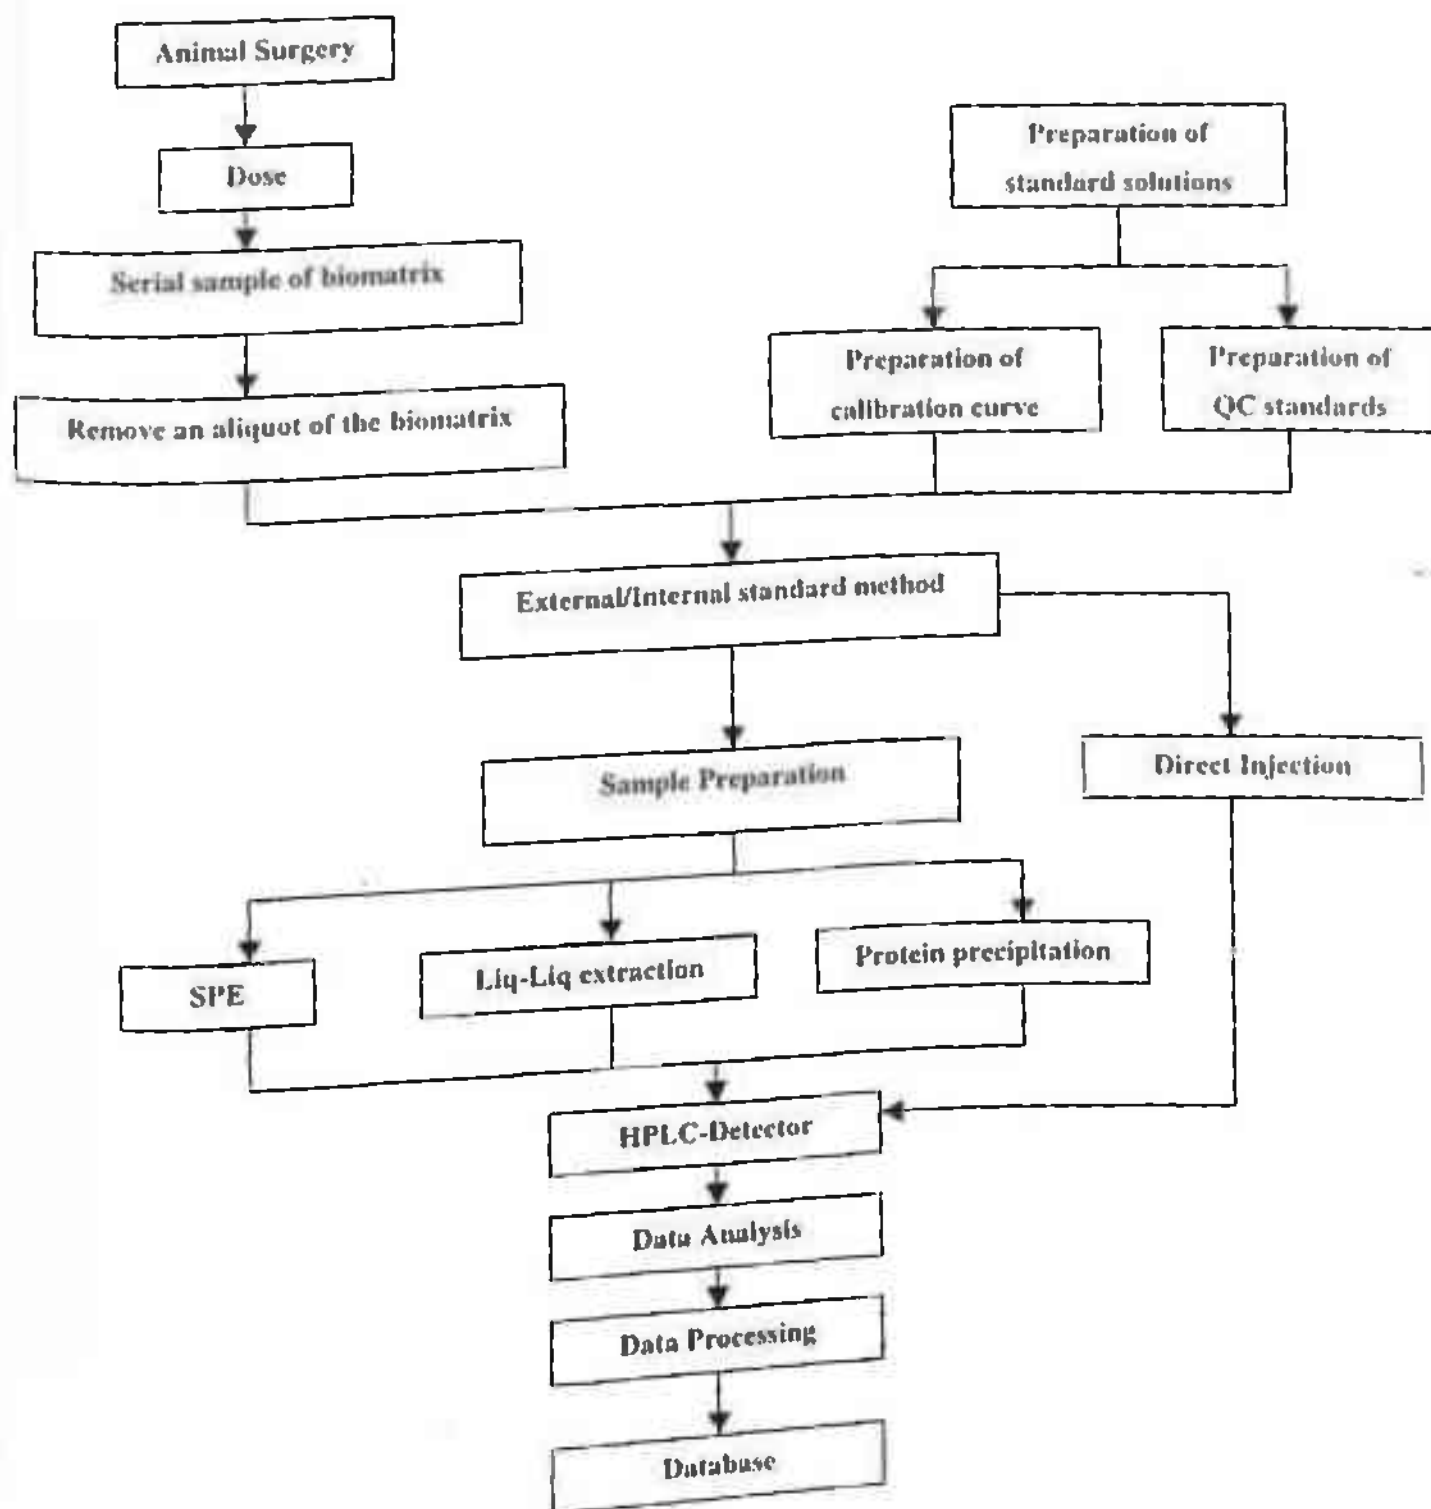 Animal Surgery
Dose
Serial sample of biomatrix
Remove an aliquot of the biomatrix
Preparation of
standard solutions
Preparation of
calibration curve
Preparation of
QC standards
External/Internal standard method
Sample Preparation
Direct Injection
SPE
Liq-Liq extraction
Protein precipitation
HPLC-Detector
Data Analysis
Data Processing
Database